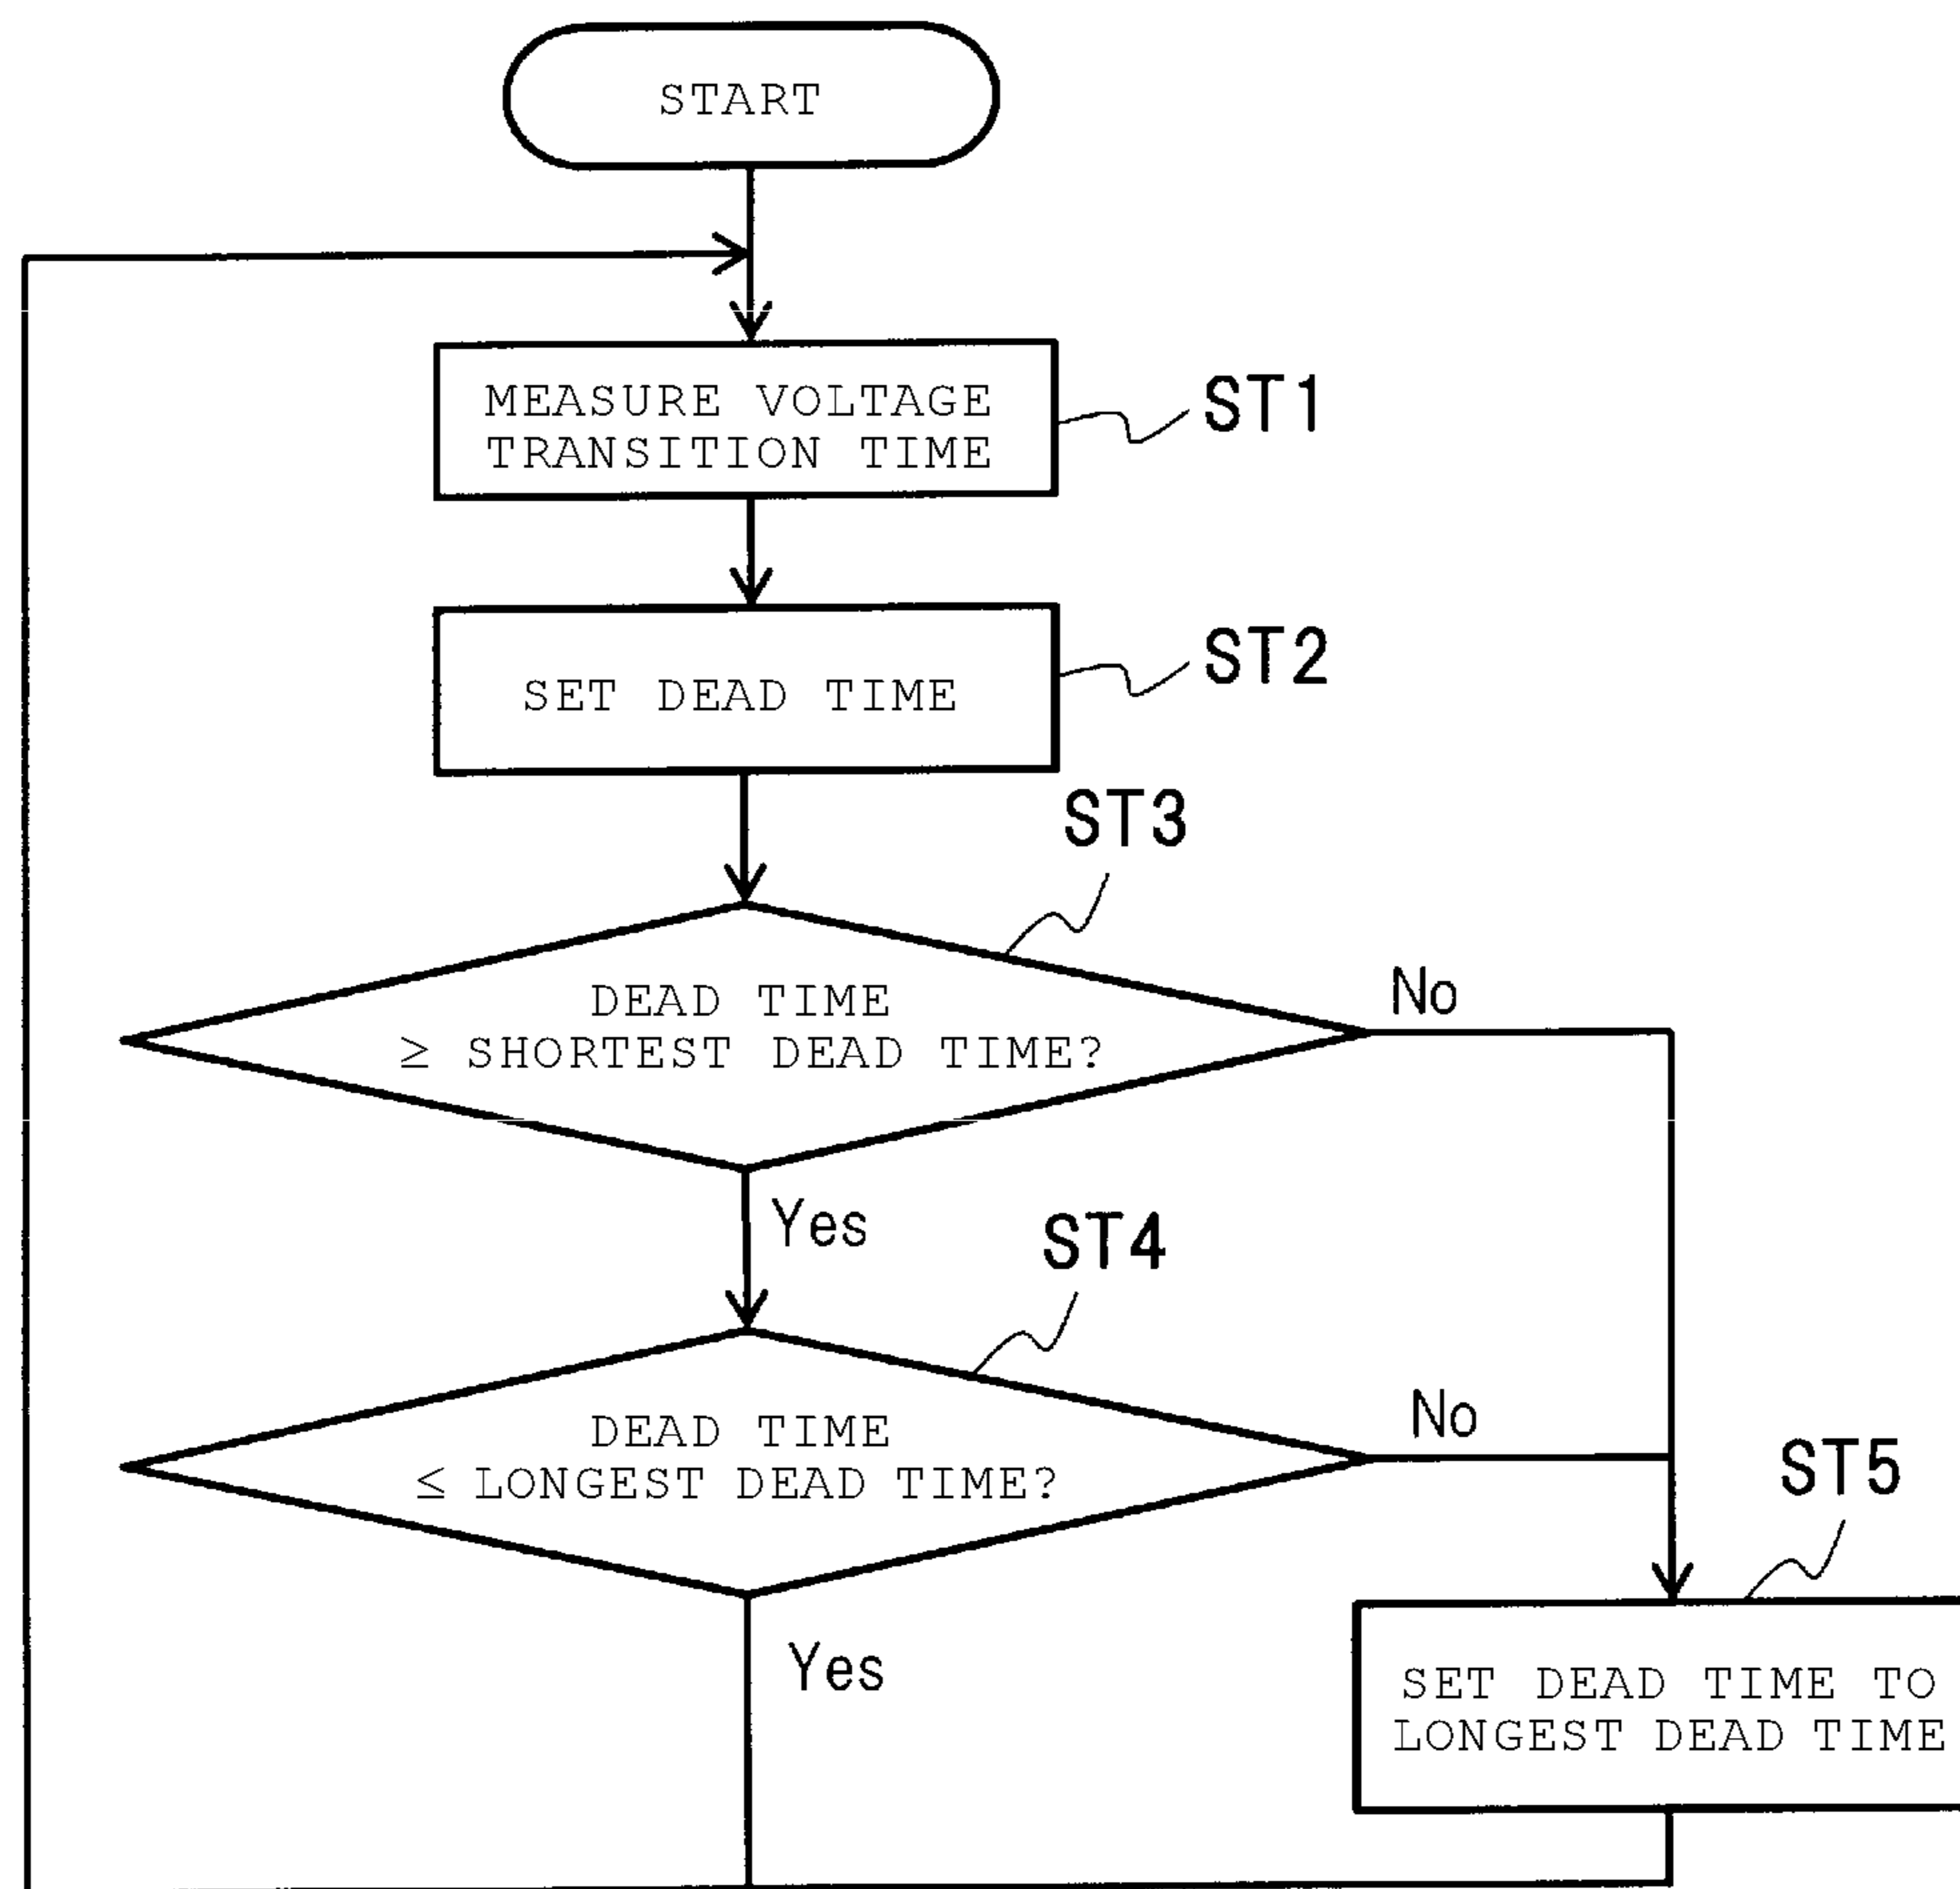 START
MEASURE VOLTAGE
TRANSITION TIME
ST1
SET DEAD TIME
ST2
ST3
DEAD TIME
≥ SHORTEST DEAD TIME?
No
Yes
ST4
DEAD TIME
≤ LONGEST DEAD TIME?
No
ST5
Yes
SET DEAD TIME TO
LONGEST DEAD TIME